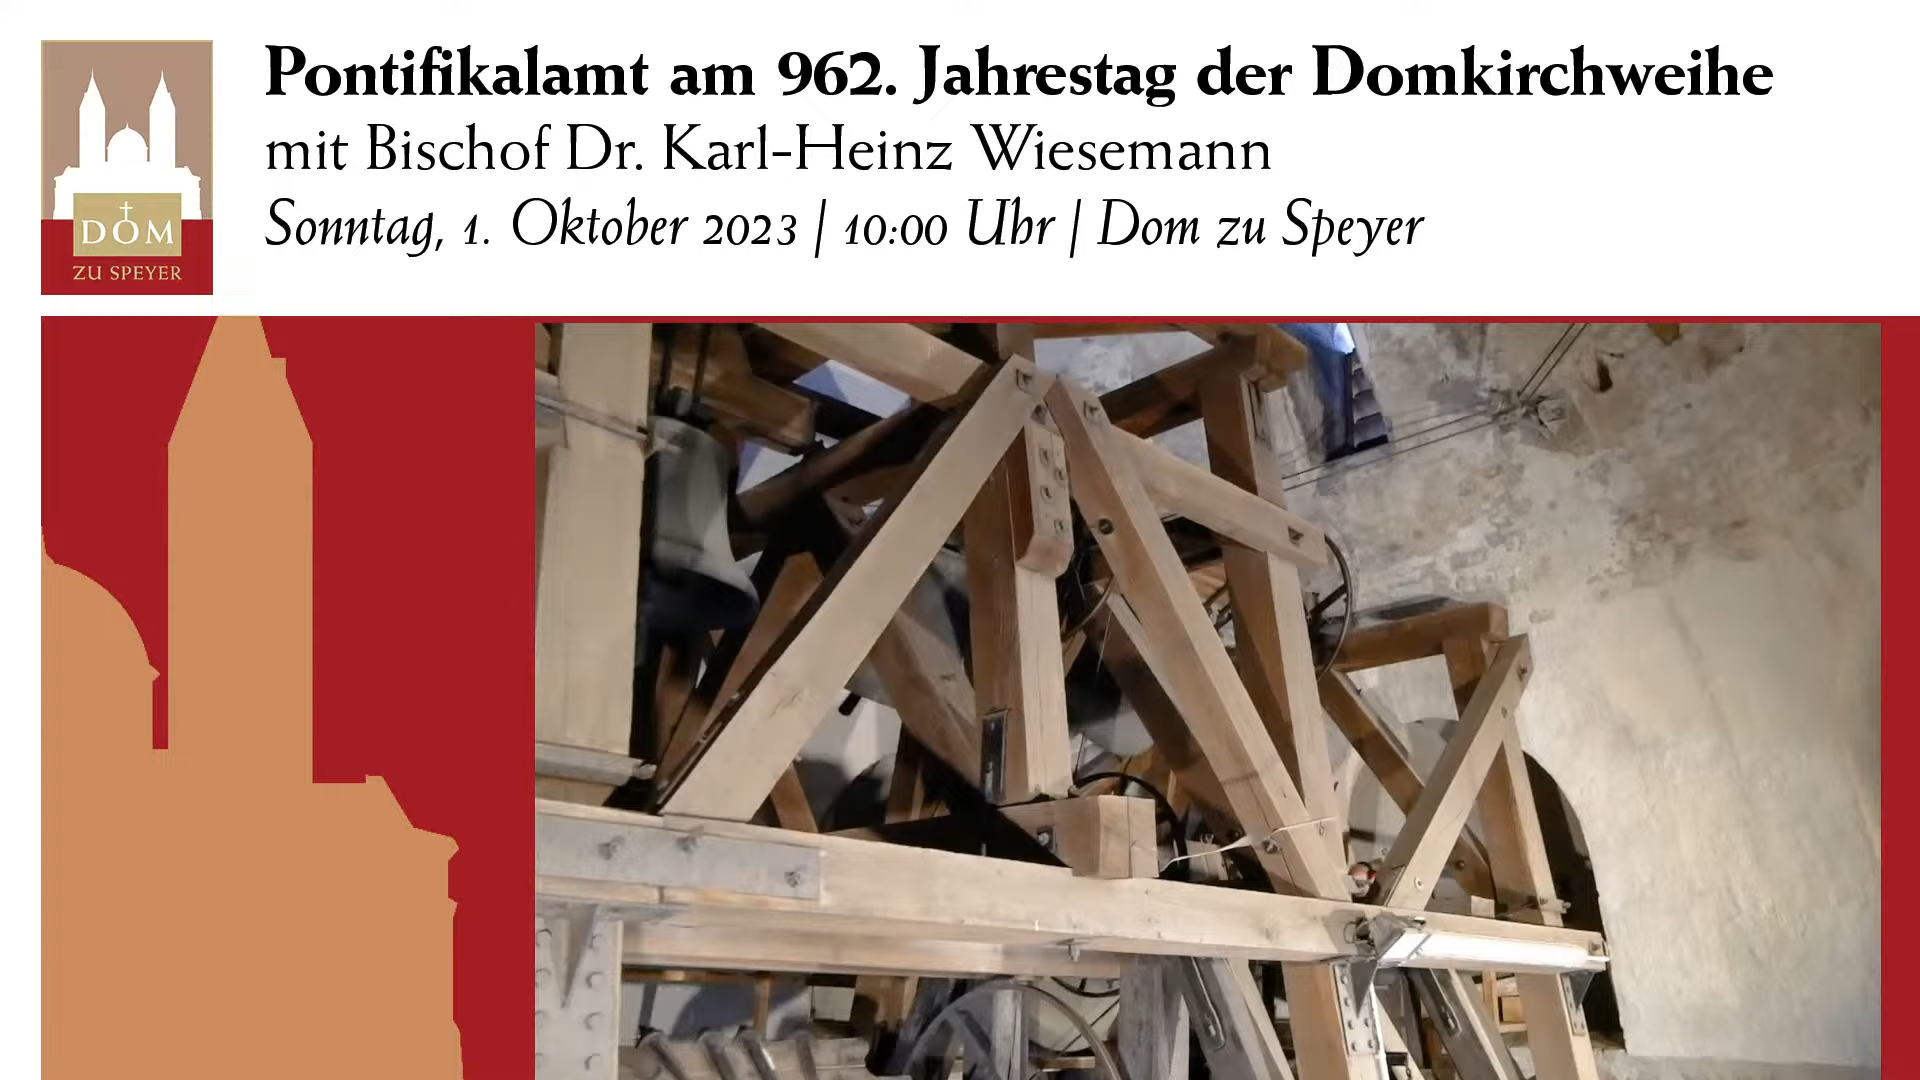 Pontifikalamt am 962. Jahrestag der Domkirchweihe
mit Bischof Dr. Karl-Heinz Wiesemann
Sonntag, 1. Oktober 2023 | 10:00 Uhr | Dom zu Speyer
DOM
ZU SPEYER